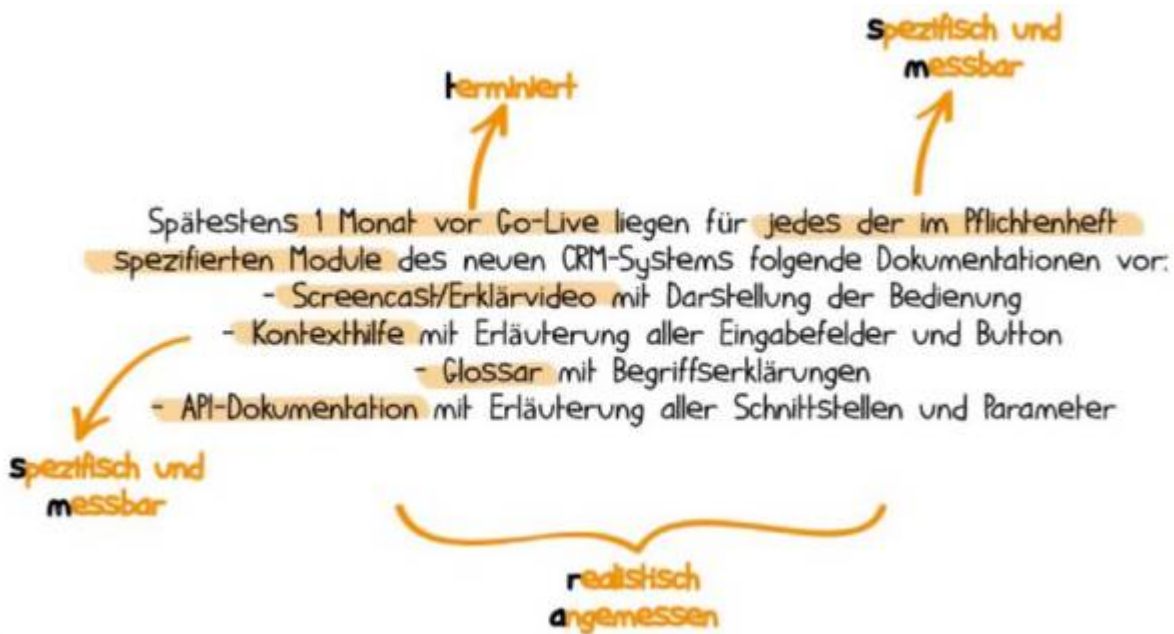 spezifisch und
messbar
terminiert
Spätestens 1 Monat vor Go-Live liegen für jedes der im Pflichtenheft
spezifierten Module des neuen CRM-Systems folgende Dokumentationen vor:
- Screencast/Erklärvideo mit Darstellung der Bedienung
- Kontexthilfe mit Erläuterung aller Eingabefelder und Button
- Glossar mit Begriffserklärungen
- API-Dokumentation mit Erläuterung aller Schnittstellen und Parameter
spezifisch und
messbar
realistisch
angemessen